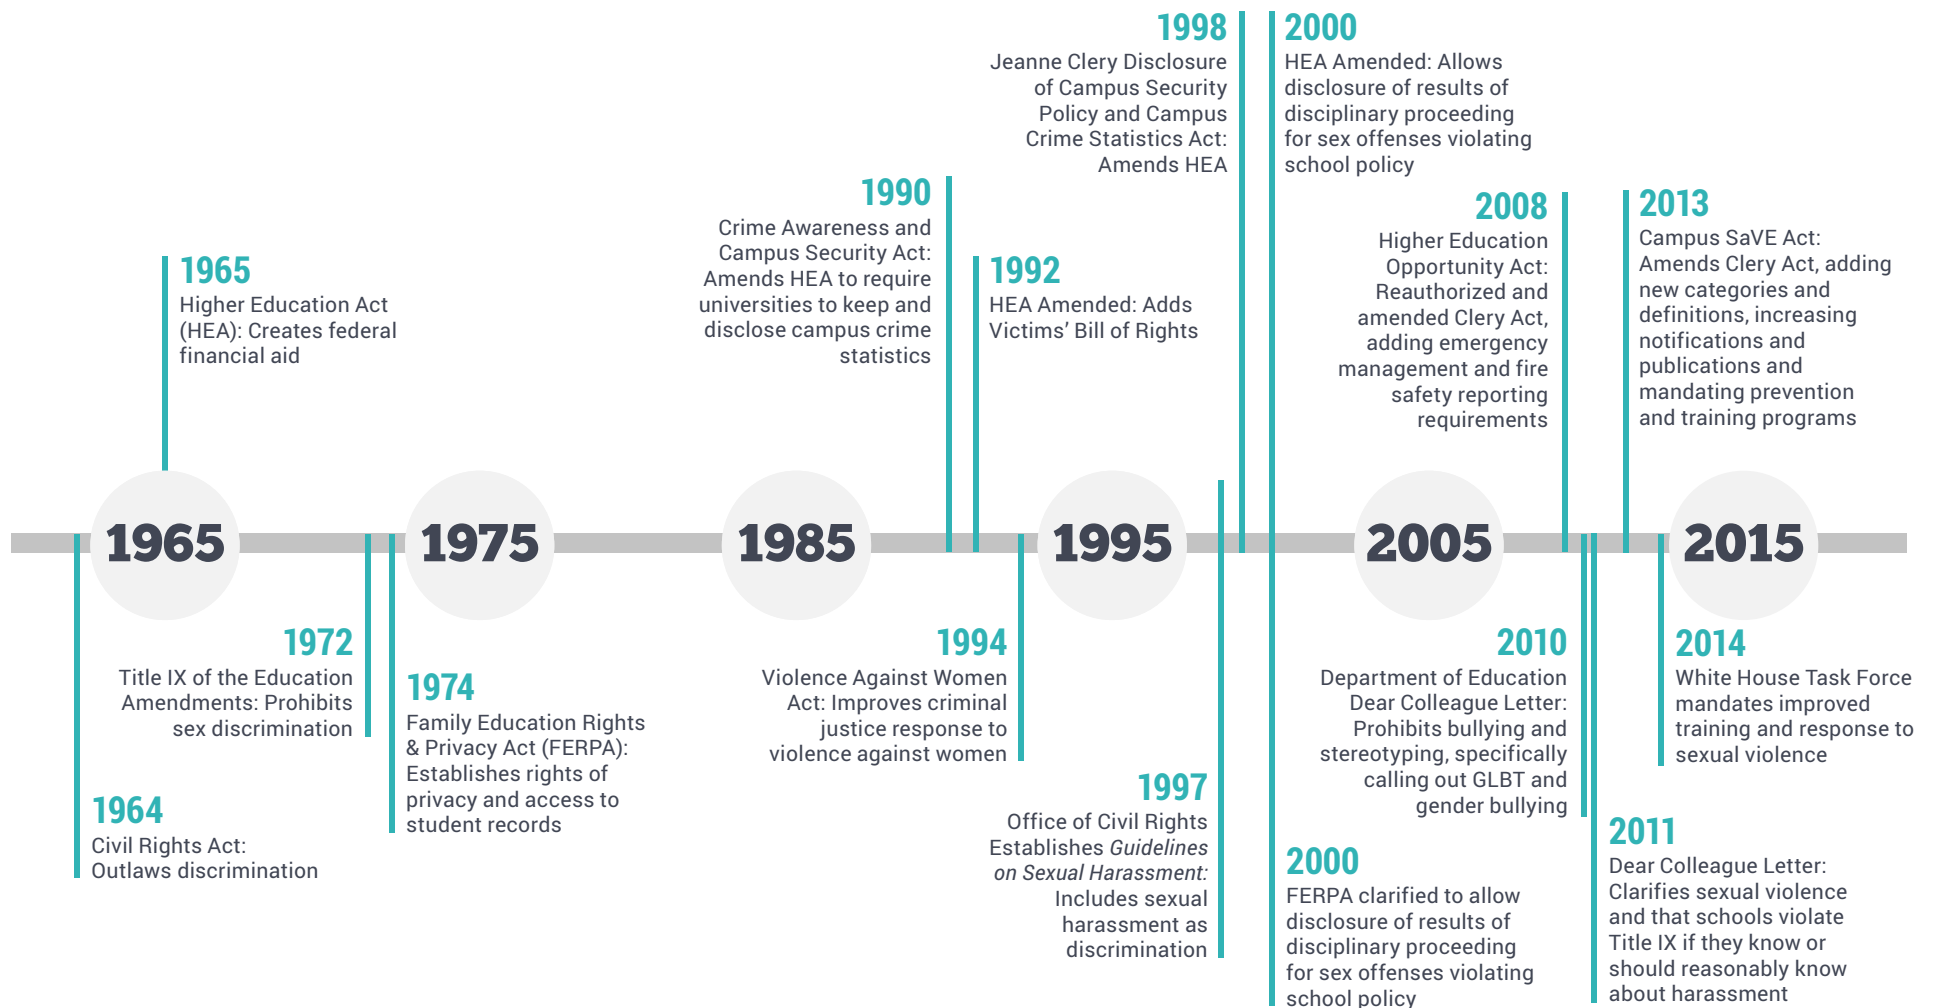 1998
Jeanne Clery Disclosure
of Campus Security
Policy and Campus
Crime Statistics Act:
Amends HEA
2000
HEA Amended: Allows
disclosure of results of
disciplinary proceeding
for sex offenses violating
school policy
1990
Crime Awareness and
Campus Security Act:
Amends HEA to require
universities to keep and
disclose campus crime
statistics
2008
Higher Education
Opportunity Act:
Reauthorized and
amended Clery Act,
adding emergency
management and fire
safety reporting
requirements
2013
Campus SaVE Act:
Amends Clery Act, adding
new categories and
definitions, increasing
notifications and
publications and
mandating prevention
and training programs
1965
Higher Education Act
(HEA): Creates federal
financial aid
1992
HEA Amended: Adds
Victims’ Bill of Rights
1965
1975
1985
1995
2005
2015
1972
Title IX of the Education
Amendments: Prohibits
sex discrimination
1974
Family Education Rights
& Privacy Act (FERPA):
Establishes rights of
privacy and access to
student records
1964
Civil Rights Act:
Outlaws discrimination
1994
Violence Against Women
Act: Improves criminal
justice response to
violence against women
1997
Office of Civil Rights
Establishes Guidelines
on Sexual Harassment:
Includes sexual
harassment as
discrimination
2000
FERPA clarified to allow
disclosure of results of
disciplinary proceeding
for sex offenses violating
school policy
2010
Department of Education
Dear Colleague Letter:
Prohibits bullying and
stereotyping, specifically
calling out GLBT and
gender bullying
2011
Dear Colleague Letter:
Clarifies sexual violence
and that schools violate
Title IX if they know or
should reasonably know
about harassment
2014
White House Task Force
mandates improved
training and response to
sexual violence